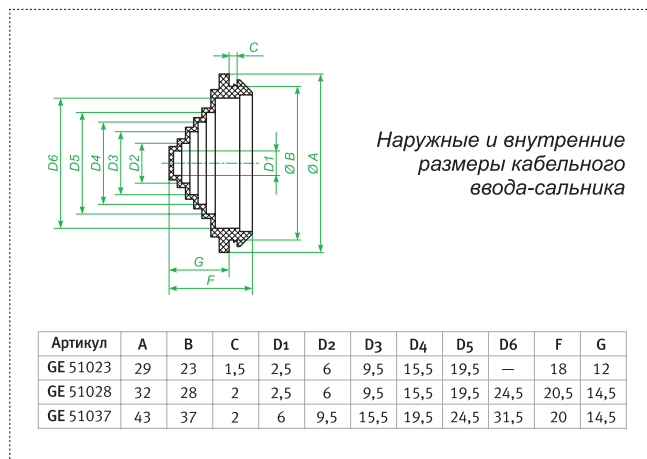 C
D6
D5
D4
D3
D2
D1
Ø B
Ø A
G
F
Наружные и внутренние
размеры кабельного
ввода-сальника
Артикул A B C D1 D2 D3 D4 D5 D6 F G
GE 51023 29 23 1,5 2,5 6 9,5 15,5 19,5 — 18 12
GE 51028 32 28 2 2,5 6 9,5 15,5 19,5 24,5 20,5 14,5
GE 51037 43 37 2 6 9,5 15,5 19,5 24,5 31,5 20 14,5